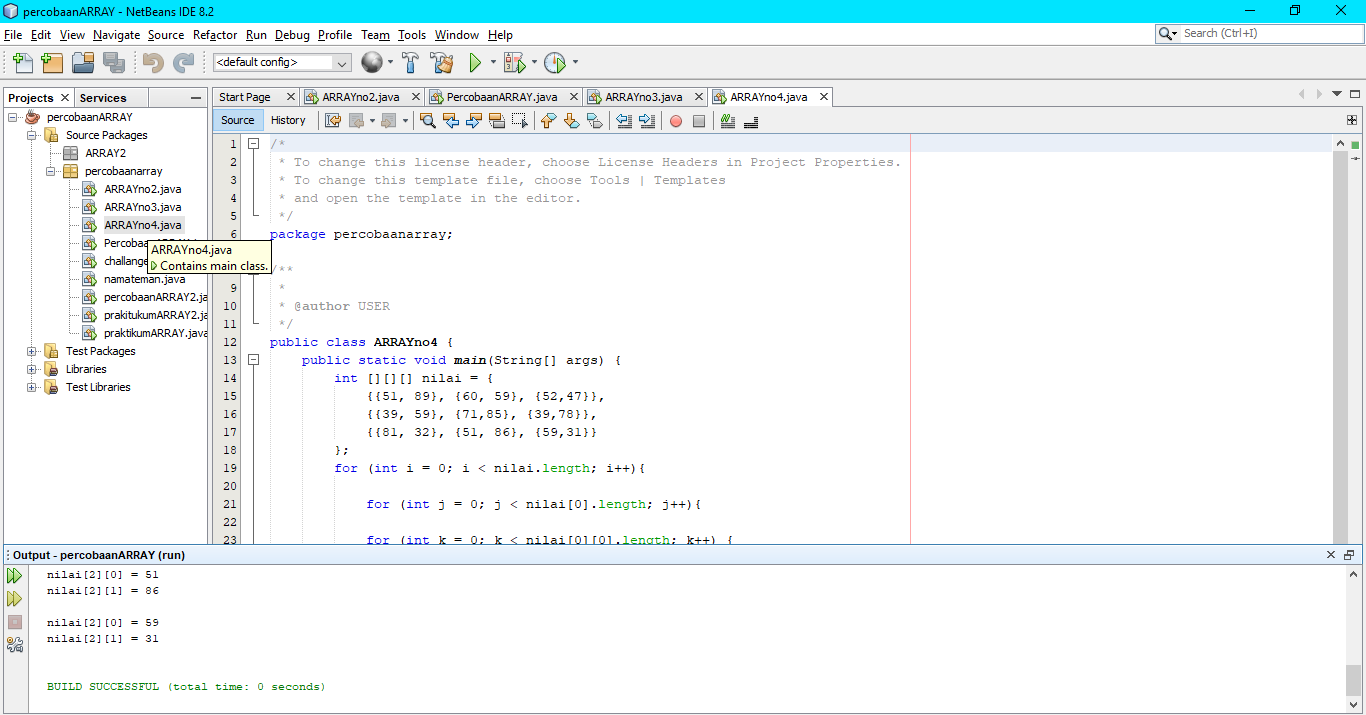 percobaanARRAY - NetBeans IDE 8.2
File Edit View Navigate Source Refactor Run Debug Profile Team Tools Window Help
Search (Ctrl+I)
<default config>
Projects Services
percobaanARRAY
Source Packages
ARRAY2
percobaanarray
ARRAYno2.java
ARRAYno3.java
ARRAYno4.java
ARRAYno4.java
Contains main class.
namateman.java
percobaanARRAY2.ja
prakitukumARRAY2.ja
praktikumARRAY.java
Test Packages
Libraries
Test Libraries
Start Page ARRAYno2.java PercobaanARRAY.java ARRAYno3.java ARRAYno4.java
Source History
1 /*
2 * To change this license header, choose License Headers in Project Properties.
3 * To change this template file, choose Tools | Templates
4 * and open the template in the editor.
5 */
6 package percobaanarray;
/**
9 *
10 * @author USER
11 */
12 public class ARRAYno4 {
13 public static void main(String[] args) {
14 int [][][] nilai = {
15 {{51, 89}, {60, 59}, {52,47}},
16 {{39, 59}, {71,85}, {39,78}},
17 {{81, 32}, {51, 86}, {59,31}}
18 };
19 for (int i = 0; i < nilai.length; i++){
20
21 for (int j = 0; j < nilai[0].length; j++){
22
23 for (int k = 0; k < nilai[0][0].length; k++) {
Output - percobaanARRAY (run)
nilai[2][0] = 51
nilai[2][1] = 86
nilai[2][0] = 59
nilai[2][1] = 31
BUILD SUCCESSFUL (total time: 0 seconds)